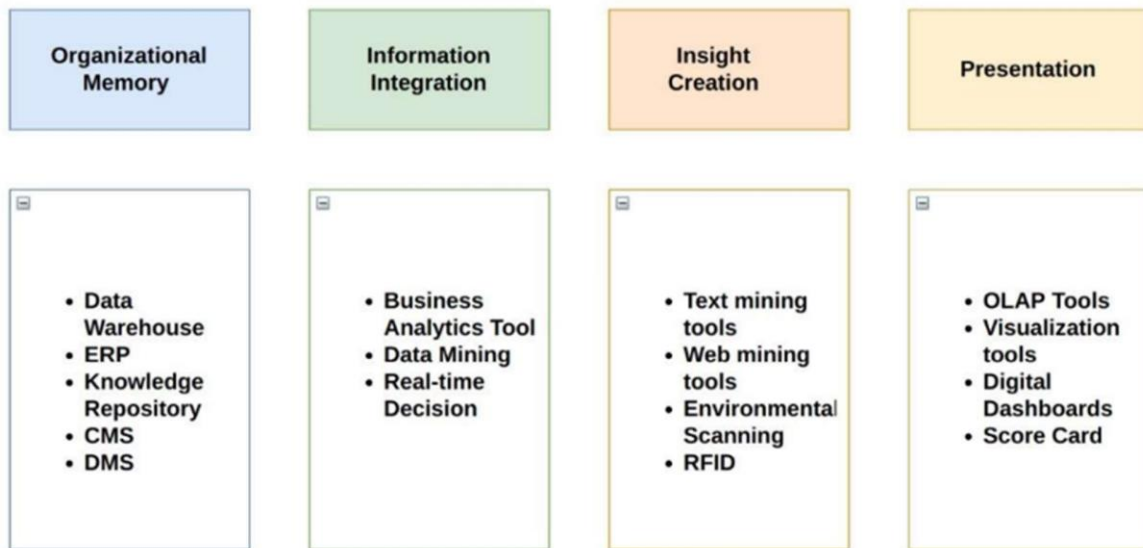 Organizational
Memory
Information
Integration
Insight
Creation
Presentation
• Data
Warehouse
• ERP
• Knowledge
Repository
• CMS
• DMS
• Business
Analytics Tool
• Data Mining
• Real-time
Decision
• Text mining
tools
• Web mining
tools
• Environmental
Scanning
• RFID
• OLAP Tools
• Visualization
tools
• Digital
Dashboards
• Score Card